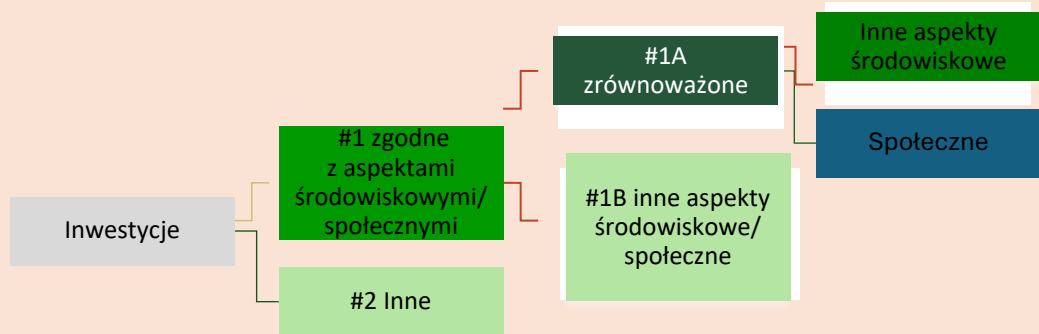 Inwestycje
#1 zgodne
z aspektami
środowiskowymi/
społecznymi
#2 Inne
#1A
zrównoważone
#1B inne aspekty
środowiskowe/
społeczne
Inne aspekty
środowiskowe
Społeczne